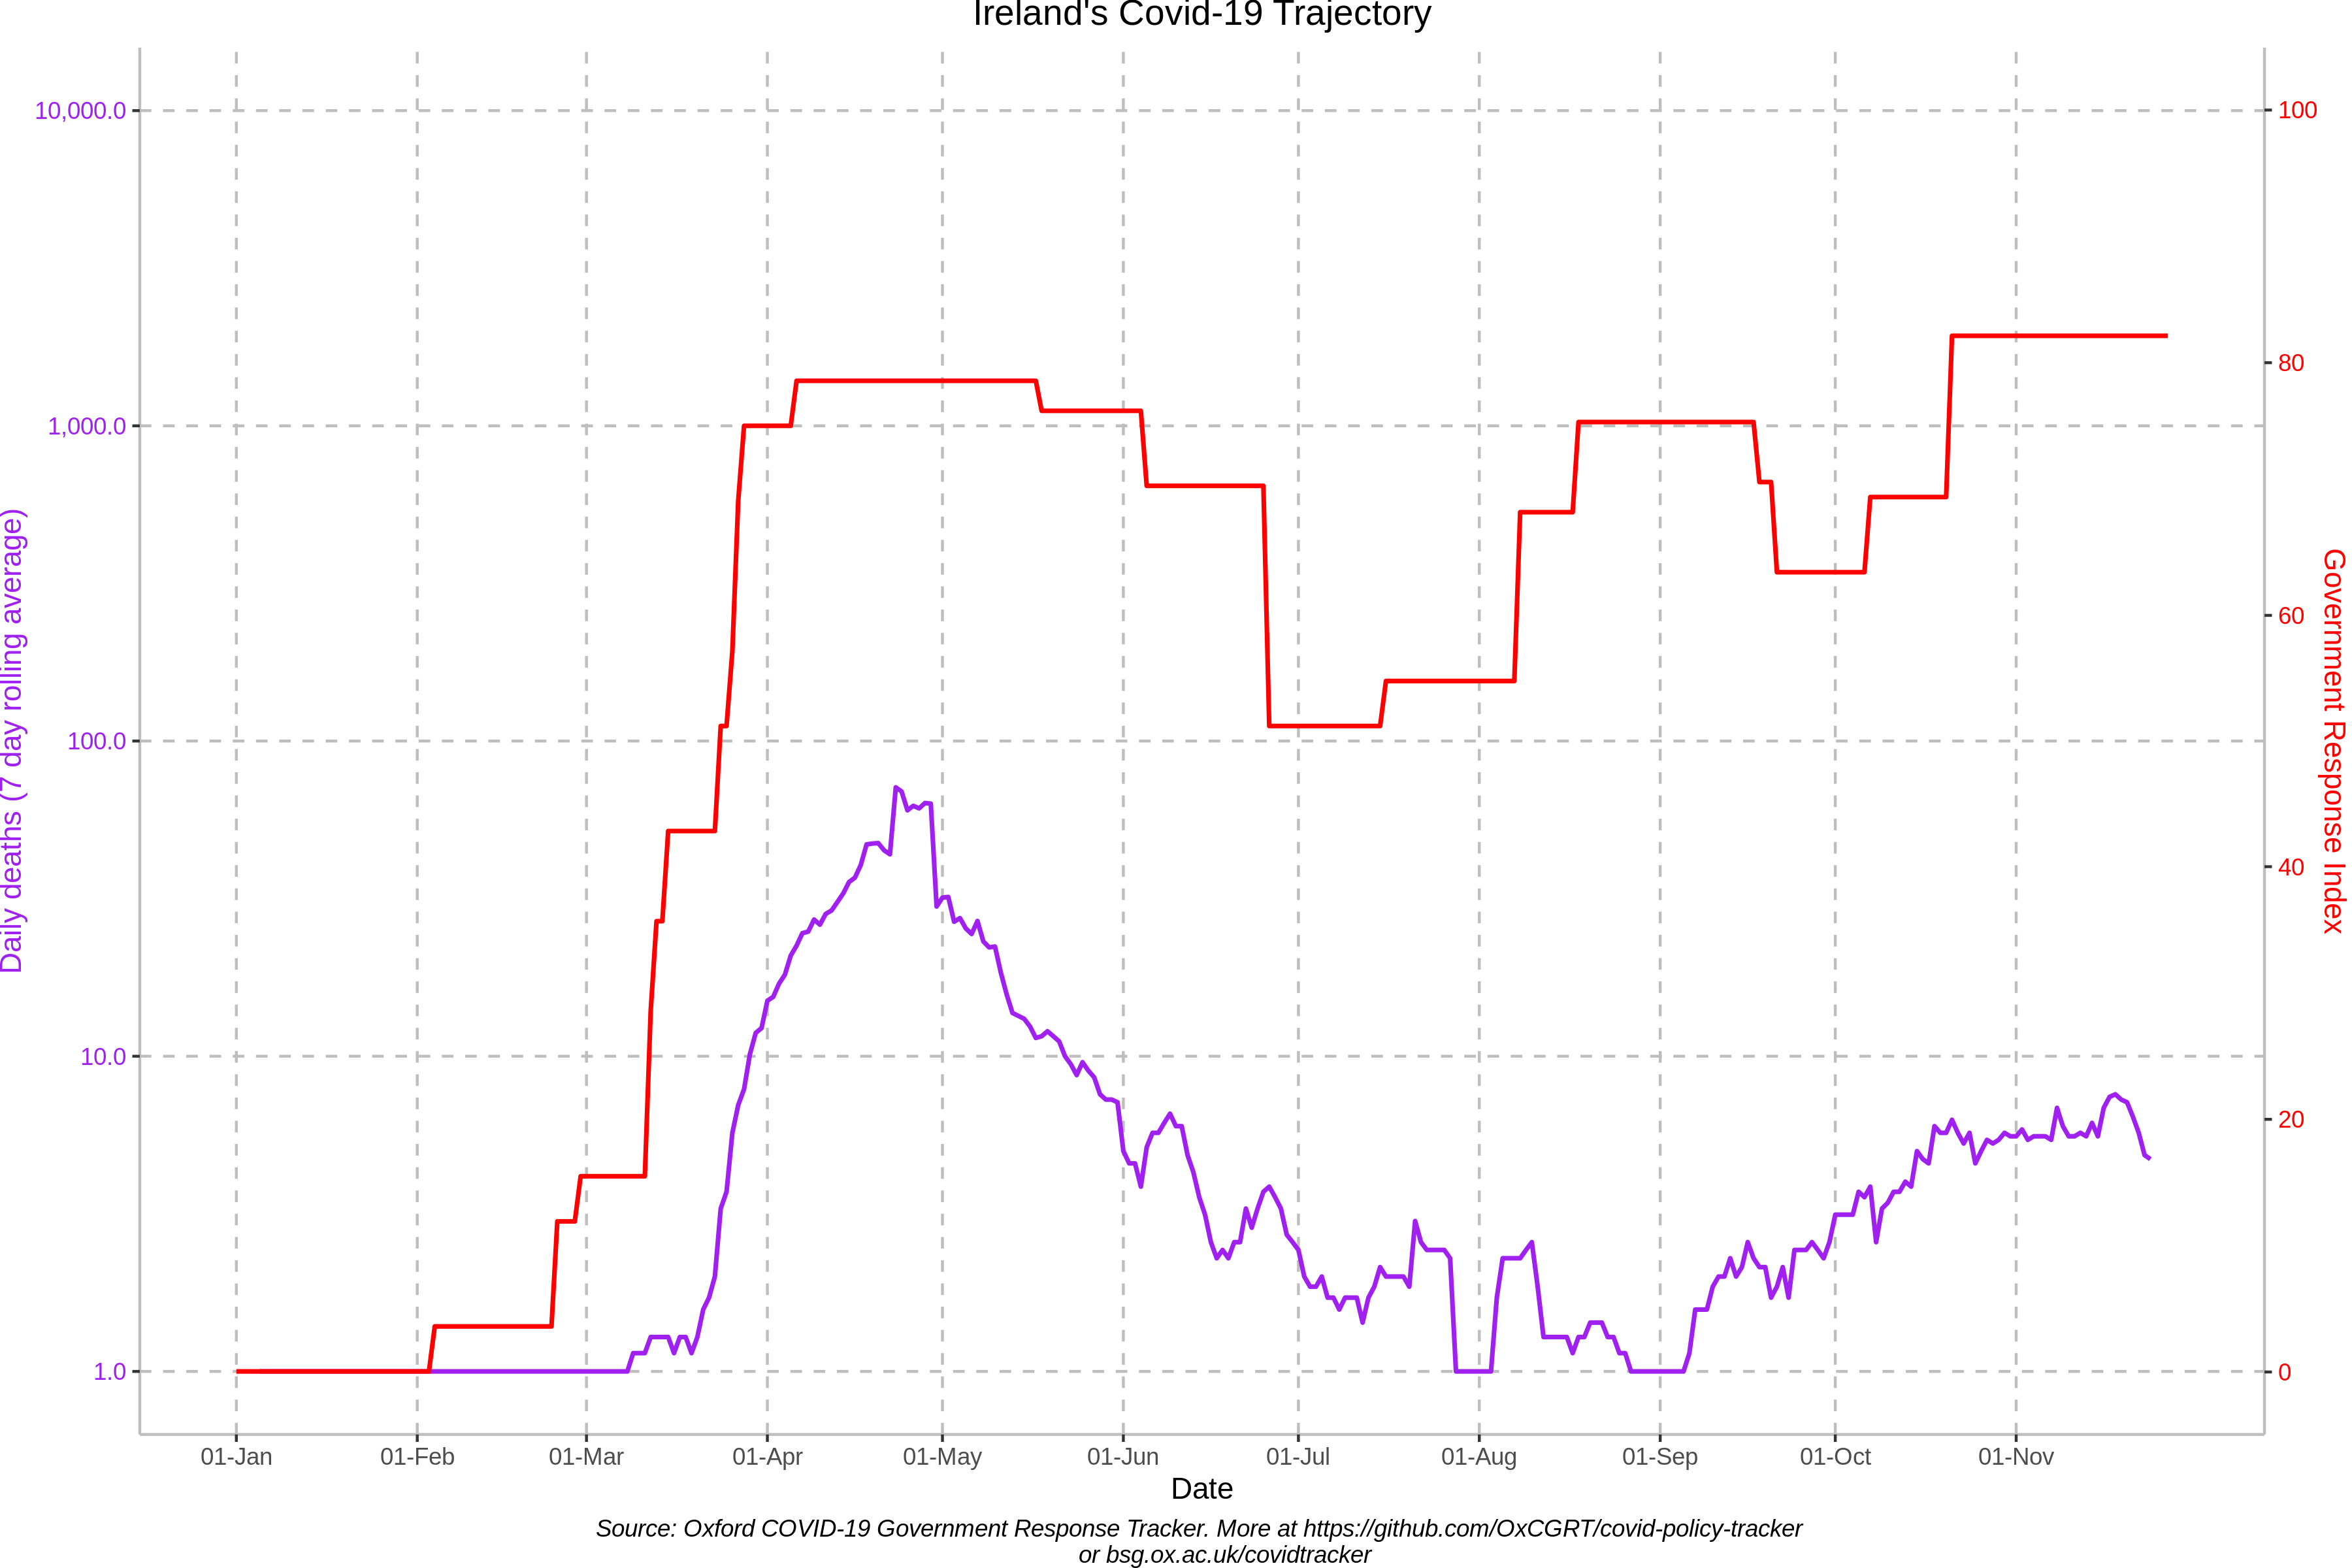 Ireland's Covid-19 Trajectory
10,000.0
1,000.0
100.0
10.0
1.0
Daily deaths (7 day rolling average)
100
80
60
40
20
0
Government Response Index
01-Jan
01-Feb
01-Mar
01-Apr
01-May
01-Jun
01-Jul
01-Aug
01-Sep
01-Oct
01-Nov
Date
Source: Oxford COVID-19 Government Response Tracker. More at https://github.com/OxCGRT/covid-policy-tracker
or bsg.ox.ac.uk/covidtracker